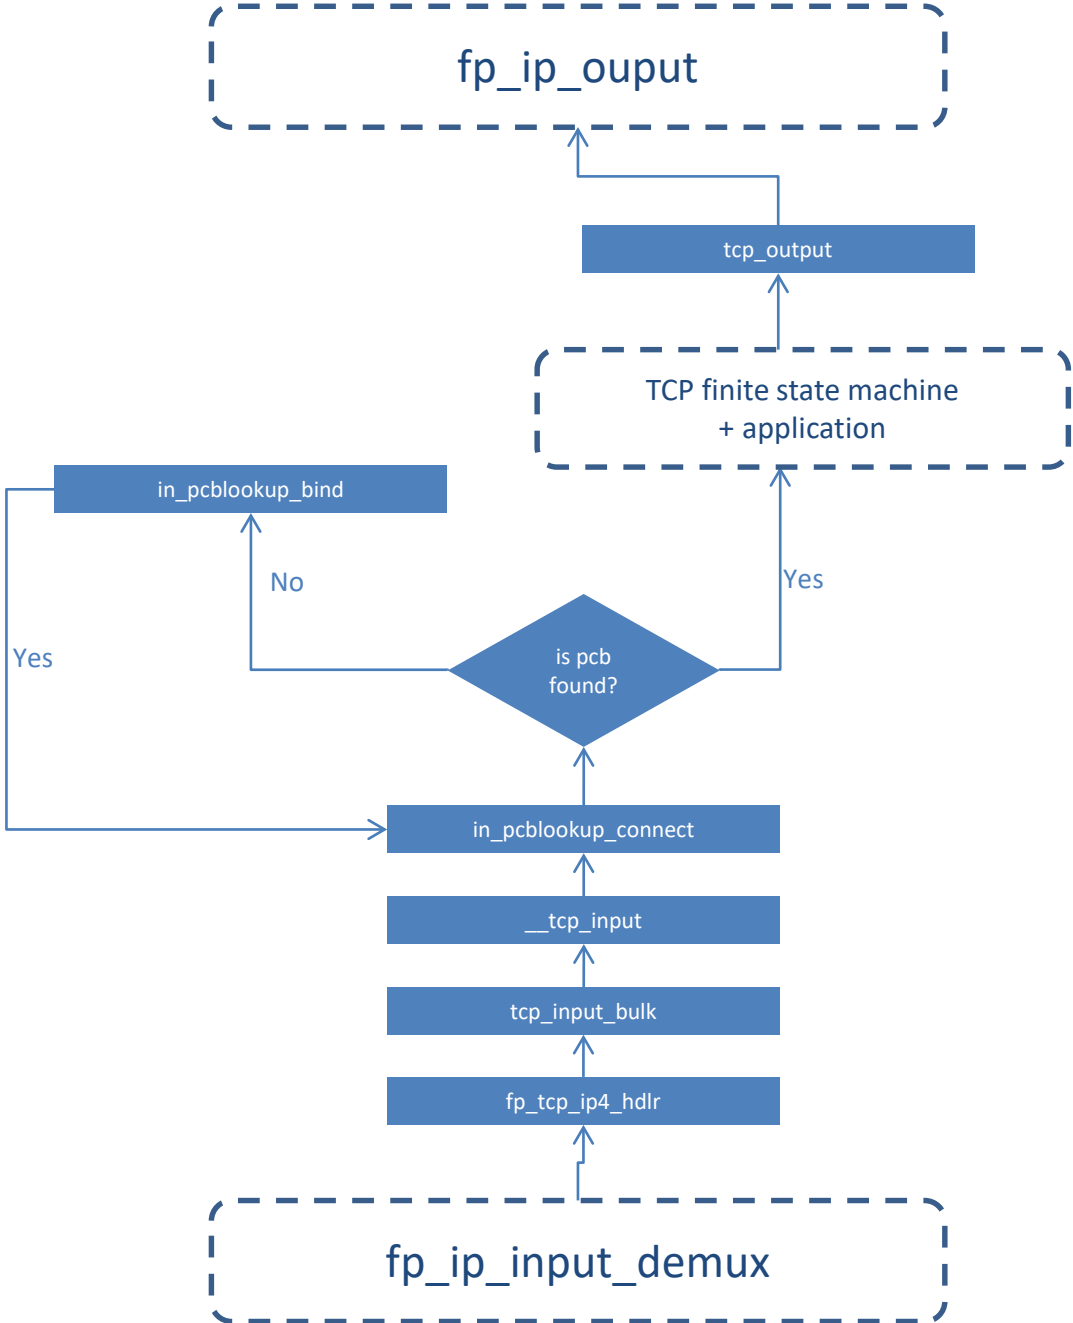 fp_ip_ouput
tcp_output
TCP finite state machine
+ application
in_pcblookup_bind
No
Yes
Yes
is pcb
found?
in_pcblookup_connect
__tcp_input
tcp_input_bulk
fp_tcp_ip4_hdlr
fp_ip_input_demux